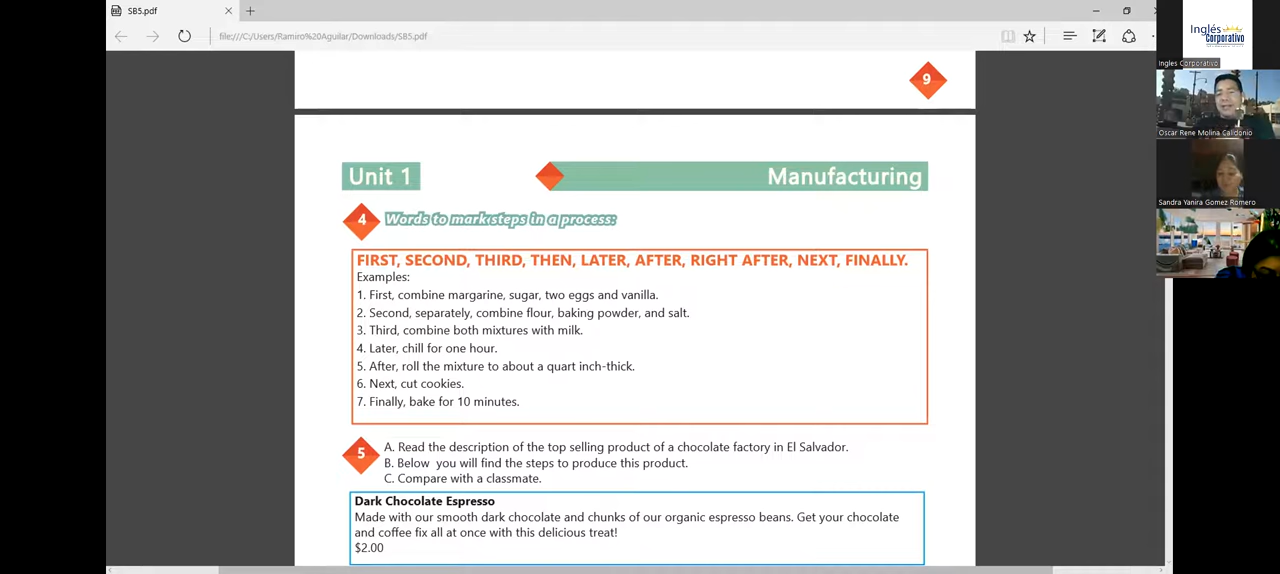 SB5.pdf
file:///C:/Users/Ramiro%20Aguilar/Downloads/SB5.pdf
9
Unit 1
Manufacturing
4
Words to mark steps in a process:
FIRST, SECOND, THIRD, THEN, LATER, AFTER, RIGHT AFTER, NEXT, FINALLY.
Examples:
1. First, combine margarine, sugar, two eggs and vanilla.
2. Second, separately, combine flour, baking powder, and salt.
3. Third, combine both mixtures with milk.
4. Later, chill for one hour.
5. After, roll the mixture to about a quart inch-thick.
6. Next, cut cookies.
7. Finally, bake for 10 minutes.
5
A. Read the description of the top selling product of a chocolate factory in El Salvador.
B. Below you will find the steps to produce this product.
C. Compare with a classmate.
Dark Chocolate Espresso
Made with our smooth dark chocolate and chunks of our organic espresso beans. Get your chocolate
and coffee fix all at once with this delicious treat!
$2.00
Inglés
Corporativo
Ingles Corporativo
Oscar Rene Molina Calidonio
Sandra Yanira Gomez Romero